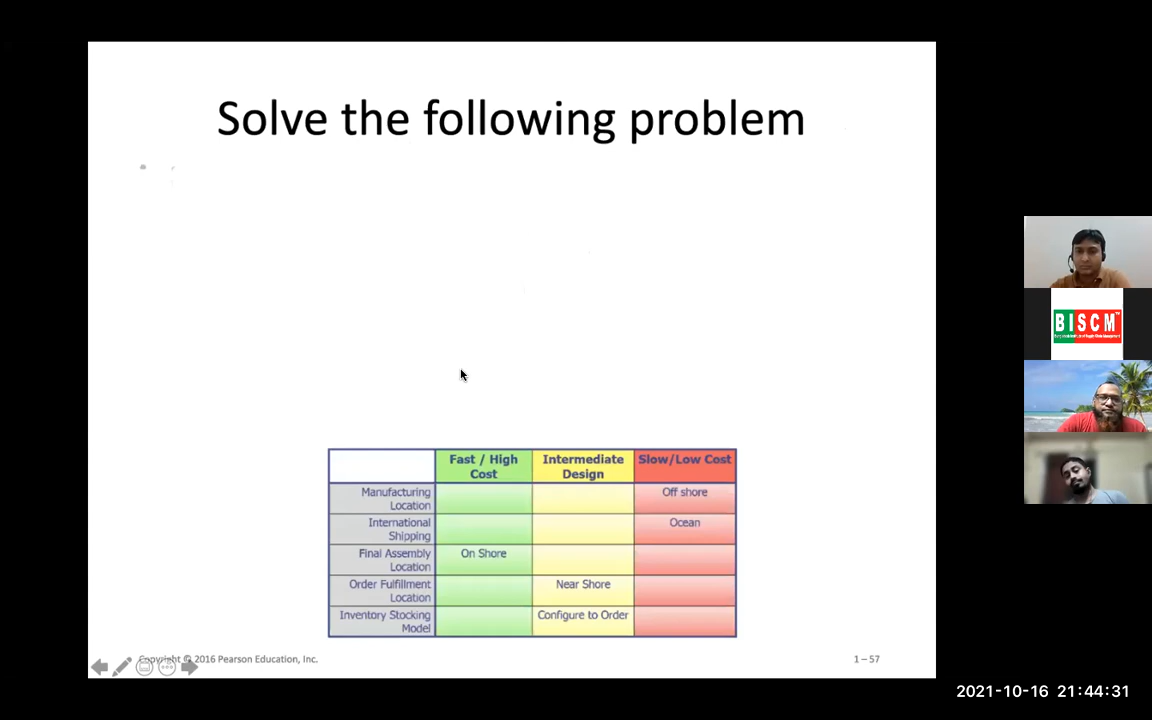 Solve the following problem
Fast / High Cost
Intermediate Design
Slow/Low Cost
Manufacturing Location
Off shore
International Shipping
Ocean
Final Assembly Location
On Shore
Order Fulfillment Location
Near Shore
Inventory Stocking Model
Configure to Order
Copyright © 2016 Pearson Education, Inc.
1 – 57
BISCM
2021-10-16 21:44:31